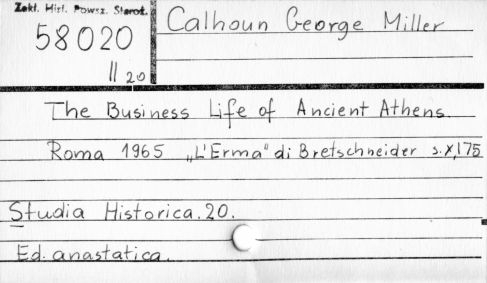 Zakł. Hist. Powsz. Staroż.
58020
II 20
Calhoun George Miller
The Business Life of Ancient Athens.
Roma 1965 „L'Erma" di Bretschneider s.X,175
Studia Historica.20.
Ed. anastatica.